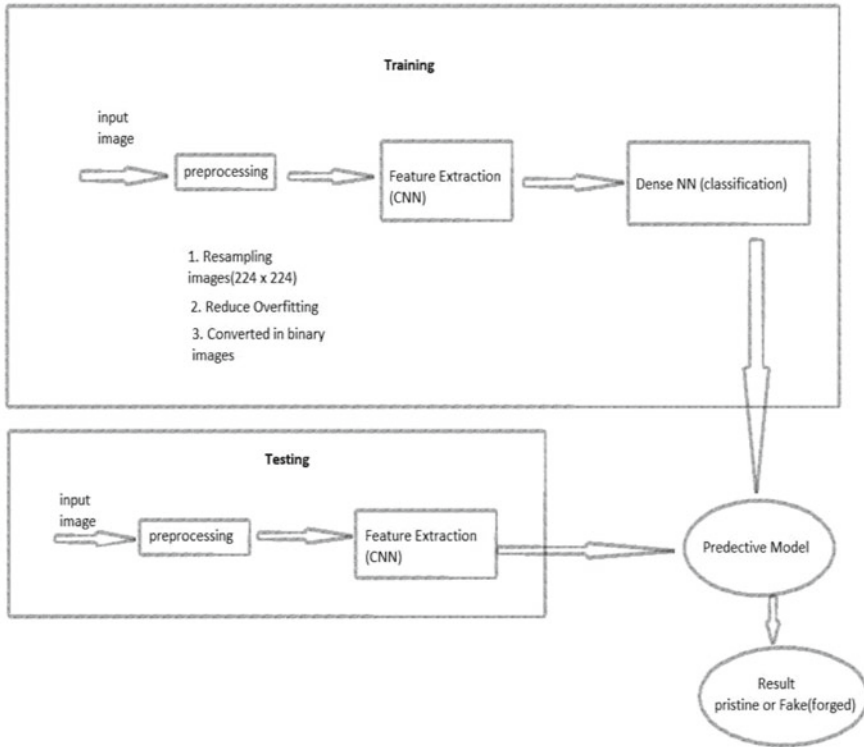 Training
input
image
preprocessing
Feature Extraction
(CNN)
Dense NN (classification)
1. Resampling
images(224 x 224)
2. Reduce Overfitting
3. Converted in binary
images
Testing
input
image
preprocessing
Feature Extraction
(CNN)
Predective Model
Result
pristine or Fake(forged)